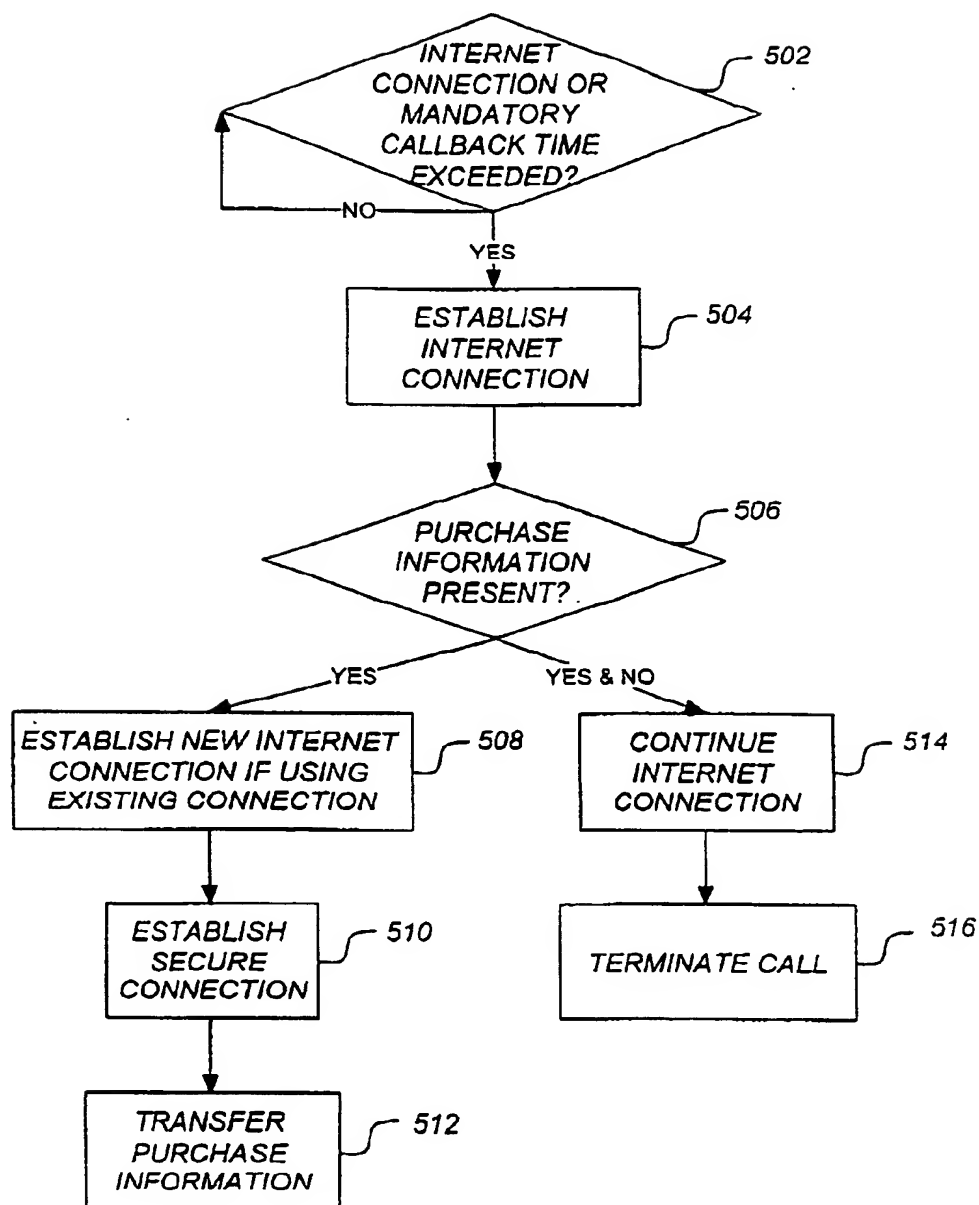 INTERNET
CONNECTION OR
MANDATORY
CALLBACK TIME
EXCEEDED?
502
NO
YES
ESTABLISH
INTERNET
CONNECTION
504
PURCHASE
INFORMATION
PRESENT?
506
YES
YES & NO
ESTABLISH NEW INTERNET
CONNECTION IF USING
EXISTING CONNECTION
508
CONTINUE
INTERNET
CONNECTION
514
ESTABLISH
SECURE
CONNECTION
510
TERMINATE CALL
516
TRANSFER
PURCHASE
INFORMATION
512